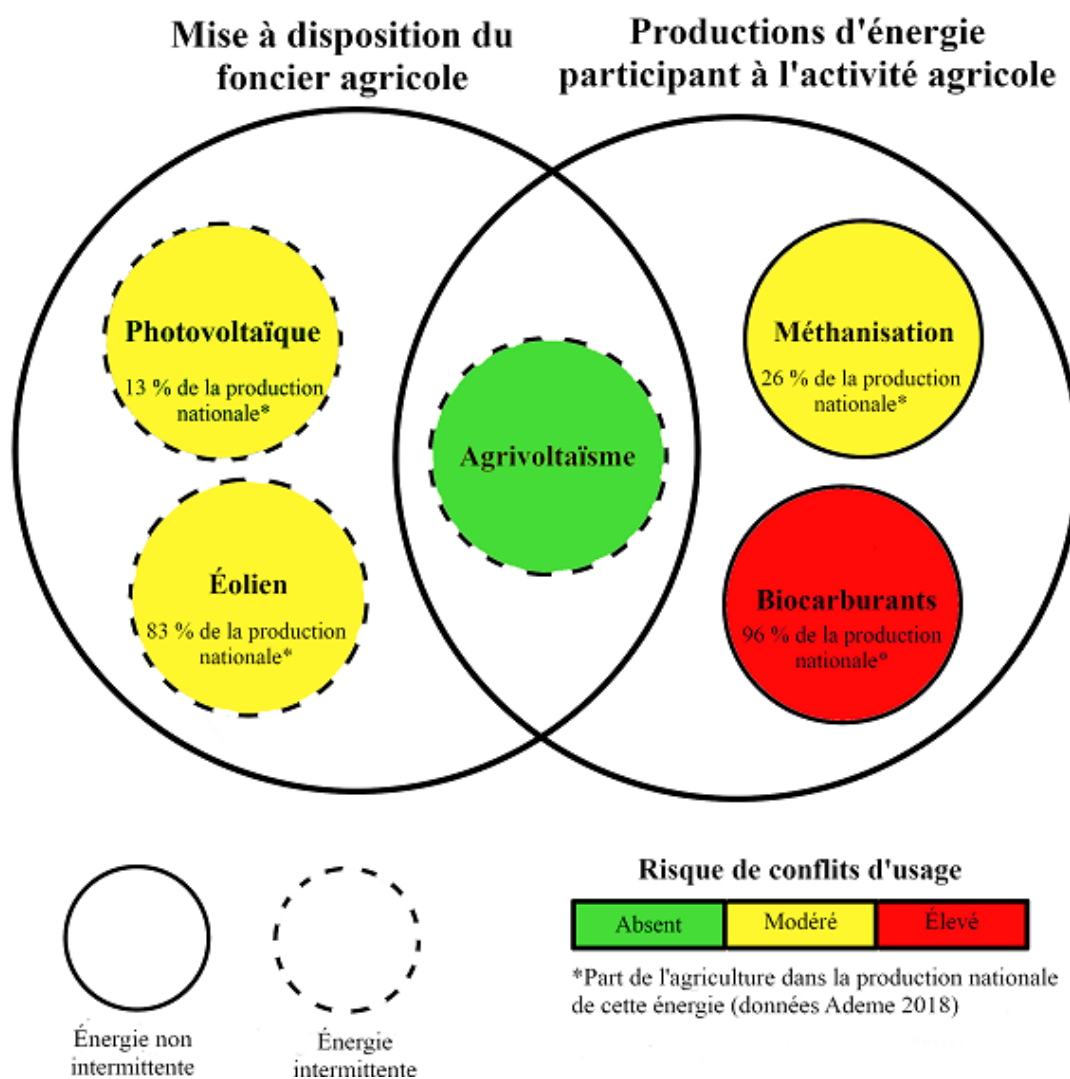 Mise à disposition du
foncier agricole
Productions d'énergie
participant à l'activité agricole
Photovoltaïque
13 % de la production
nationale*
Éolien
83 % de la production
nationale*
Agrivoltaïsme
Méthanisation
26 % de la production
nationale*
Biocarburants
96 % de la production
nationale*
Énergie non
intermittente
Énergie
intermittente
Risque de conflits d'usage
Absent
Modéré
Élevé
*Part de l'agriculture dans la production nationale
de cette énergie (données Ademe 2018)